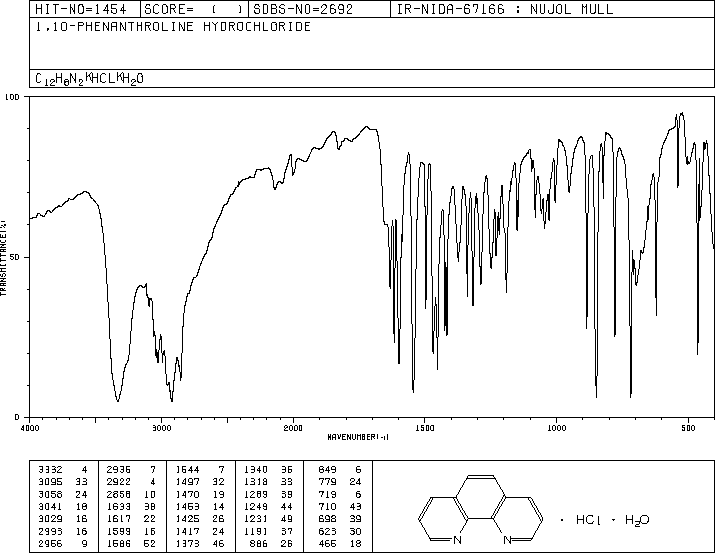 HIT-NO=1454 SCORE= ( ) SDBS-NO=2692 IR-NIDA-67166 : NUJOL MULL
1,10-PHENANTHROLINE HYDROCHLORIDE
C12H8N2KHCLKH2O
100
50
0
TRANSMITTANCE(%)
4000 3000 2000 1500 1000 500
WAVENUMBER(-1)
3332 4 2936 7 1544 7 1340 36 849 6
3095 33 2922 4 1497 32 1318 33 779 24
3058 24 2858 10 1470 19 1289 39 719 6
3041 18 1633 38 1453 14 1249 44 710 43
3029 16 1617 22 1425 26 1231 49 698 39
2993 16 1599 16 1417 24 1191 37 623 30
2956 9 1586 52 1373 46 886 26 465 18
N N · HCl · H2O